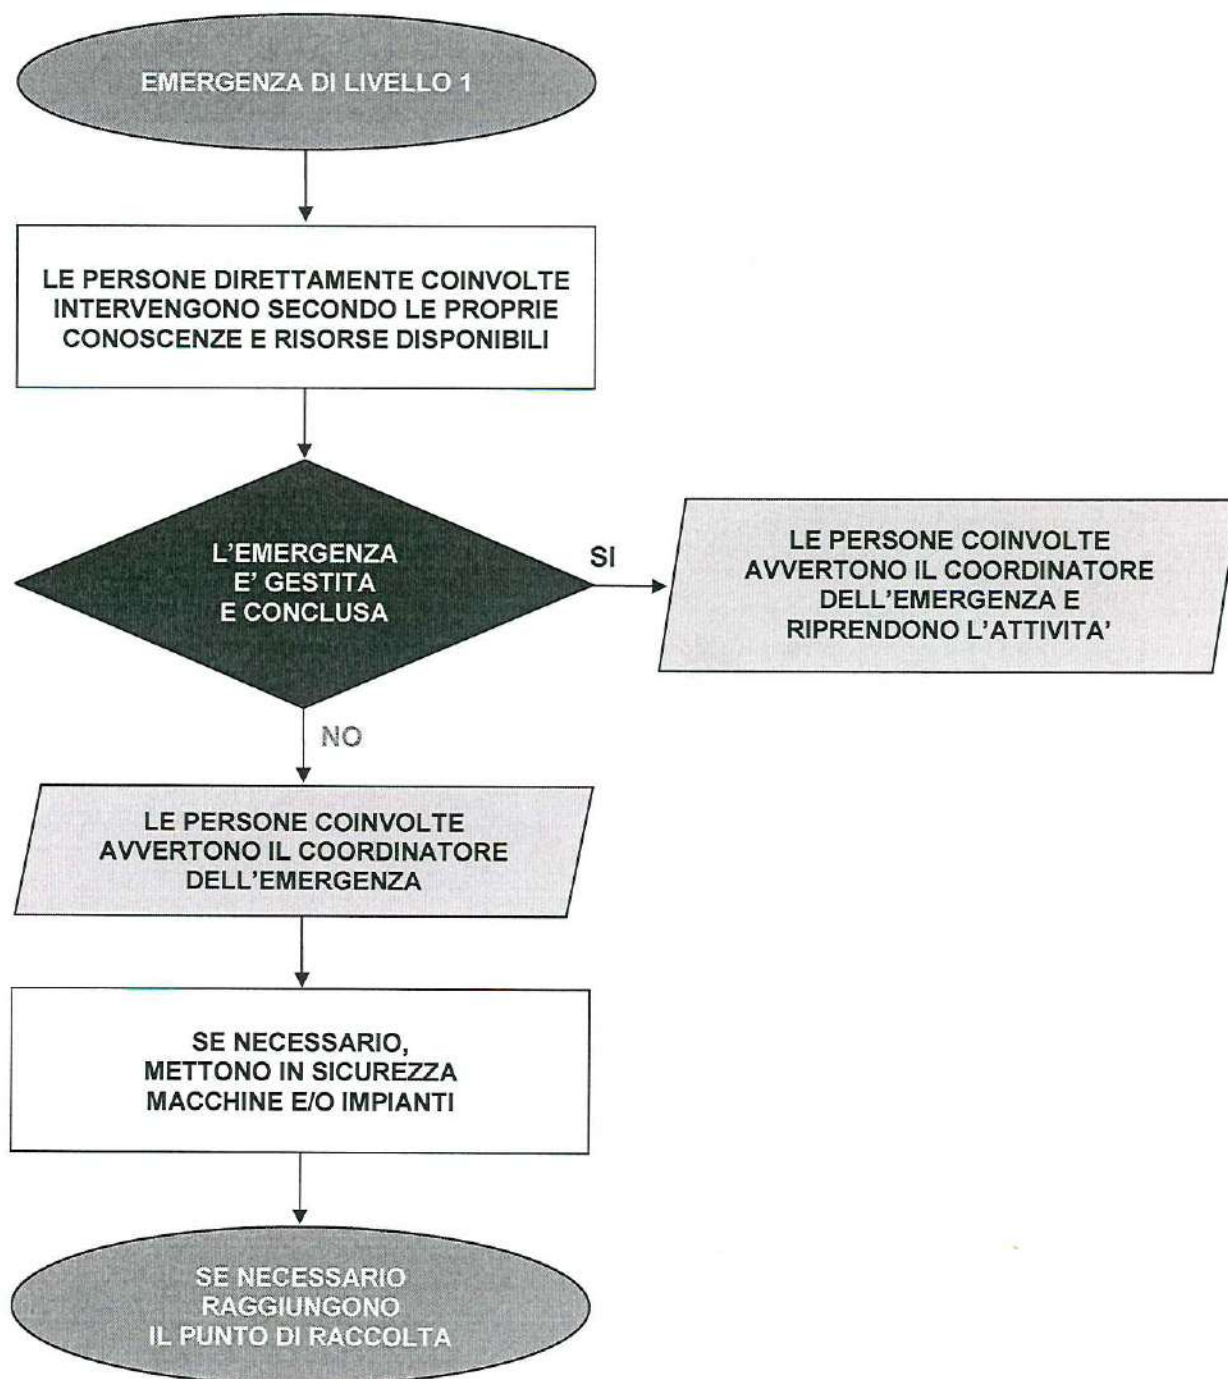 EMERGENZA DI LIVELLO 1
LE PERSONE DIRETTAMENTE COINVOLTE
INTERVENGONO SECONDO LE PROPRIE
CONOSCENZE E RISORSE DISPONIBILI
L'EMERGENZA
E' GESTITA
E CONCLUSA
SI
LE PERSONE COINVOLTE
AVVERTONO IL COORDINATORE
DELL'EMERGENZA E
RIPRENDONO L'ATTIVITA'
NO
LE PERSONE COINVOLTE
AVVERTONO IL COORDINATORE
DELL'EMERGENZA
SE NECESSARIO,
METTONO IN SICUREZZA
MACCHINE E/O IMPIANTI
SE NECESSARIO
RAGGIUNGONO
IL PUNTO DI RACCOLTA